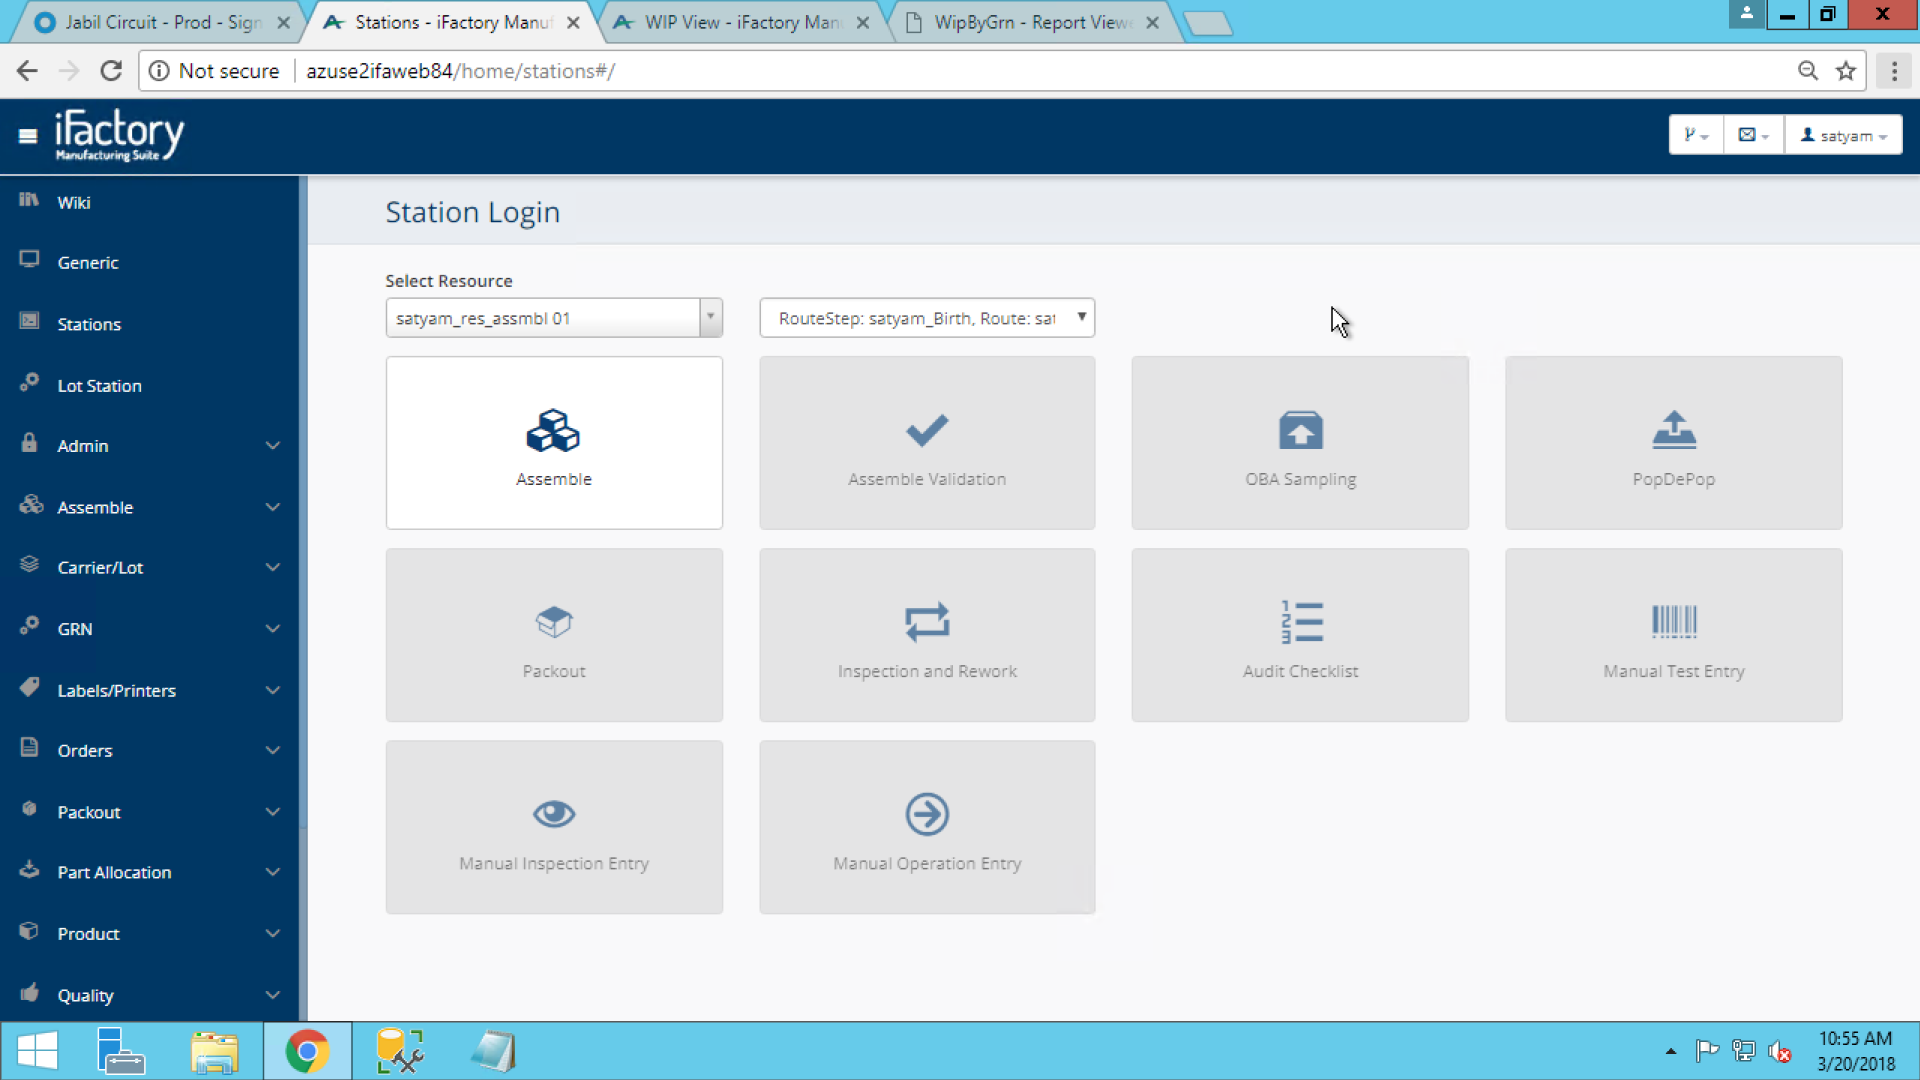 Jabil Circuit - Prod - Sign
Stations - iFactory Manuf
WIP View - iFactory Man
WipByGrn - Report Viewe
Not secure
azuse2ifaweb84/home/stations#/
iFactory
Manufacturing Suite
satyam
Wiki
Generic
Stations
Lot Station
Admin
Assemble
Carrier/Lot
GRN
Labels/Printers
Orders
Packout
Part Allocation
Product
Quality
Station Login
Select Resource
satyam_res_assmbl 01
RouteStep: satyam_Birth, Route: sat
Assemble
Assemble Validation
OBA Sampling
PopDePop
Packout
Inspection and Rework
1
2
3
Audit Checklist
Manual Test Entry
Manual Inspection Entry
Manual Operation Entry
10:55 AM
3/20/2018